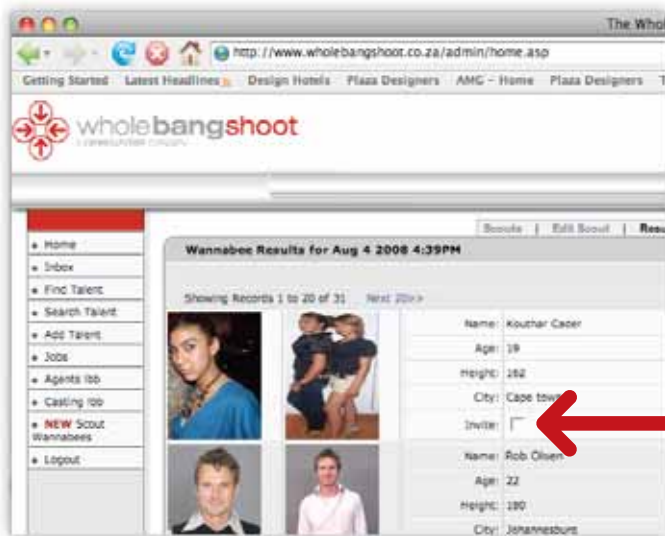 The Whol
http://www.wholebangshoot.co.za/admin/home.asp
Getting Started Latest Headlines Design Hotels Plaza Designers AMG - Home Plaza Designers T
wholebangshoot
Scouts | Edit Scout | Resu
Home
Inbox
Find Talent
Search Talent
Add Talent
Jobs
Agents lbb
Casting lbb
NEW Scout
Wannabees
Logout
Wannabee Results for Aug 4 2008 4:39PM
Showing Records 1 to 20 of 31 Next 20>>
Name: Kouthar Cader
Age: 19
Height: 162
City: Cape town
Invite:
Name: Rob Olsen
Age: 22
Height: 180
City: Johannesburg